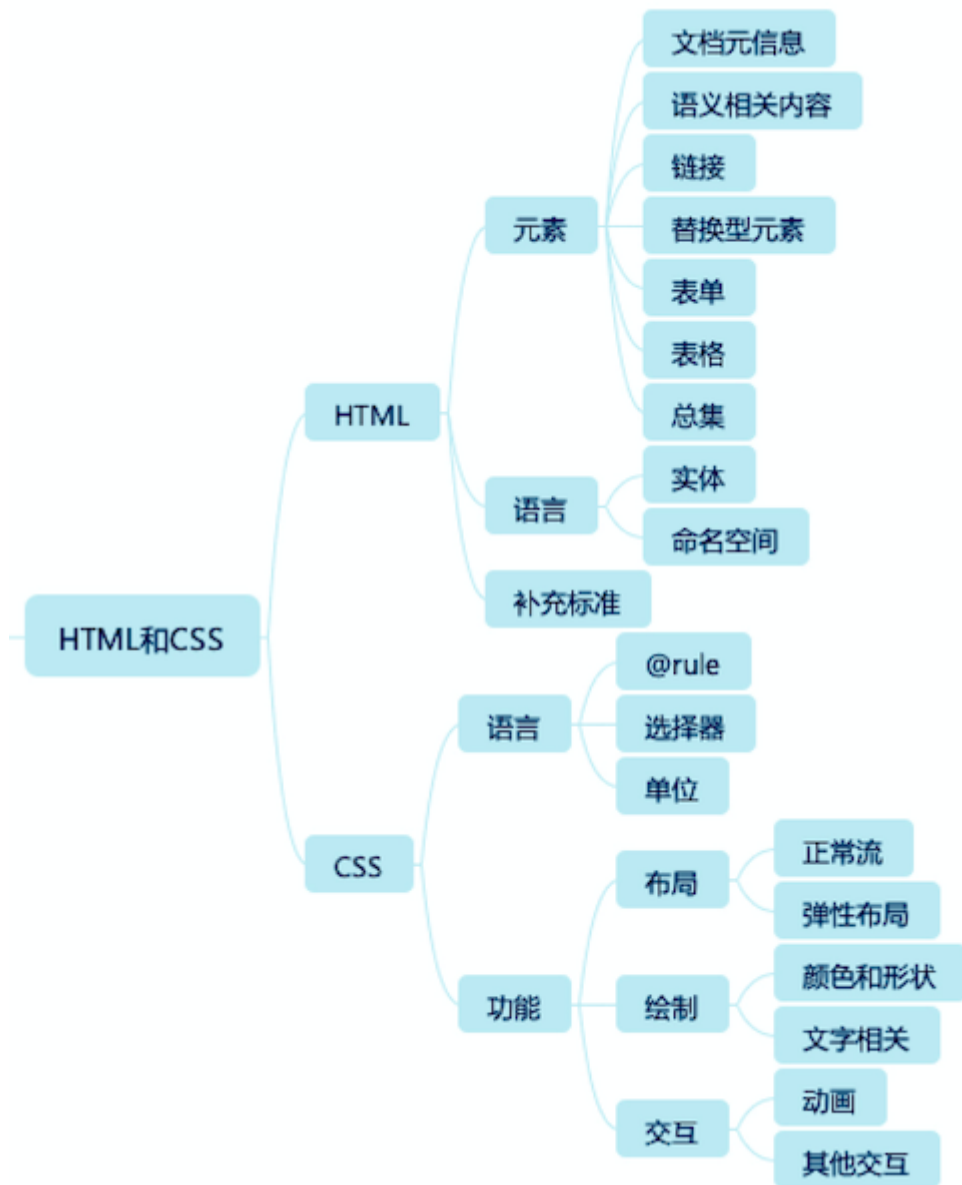 文档元信息
语义相关内容
链接
元素
替换型元素
表单
表格
HTML
总集
实体
语言
命名空间
补充标准
HTML和CSS
@rule
语言
选择器
单位
CSS
正常流
布局
弹性布局
颜色和形状
功能
绘制
文字相关
动画
交互
其他交互